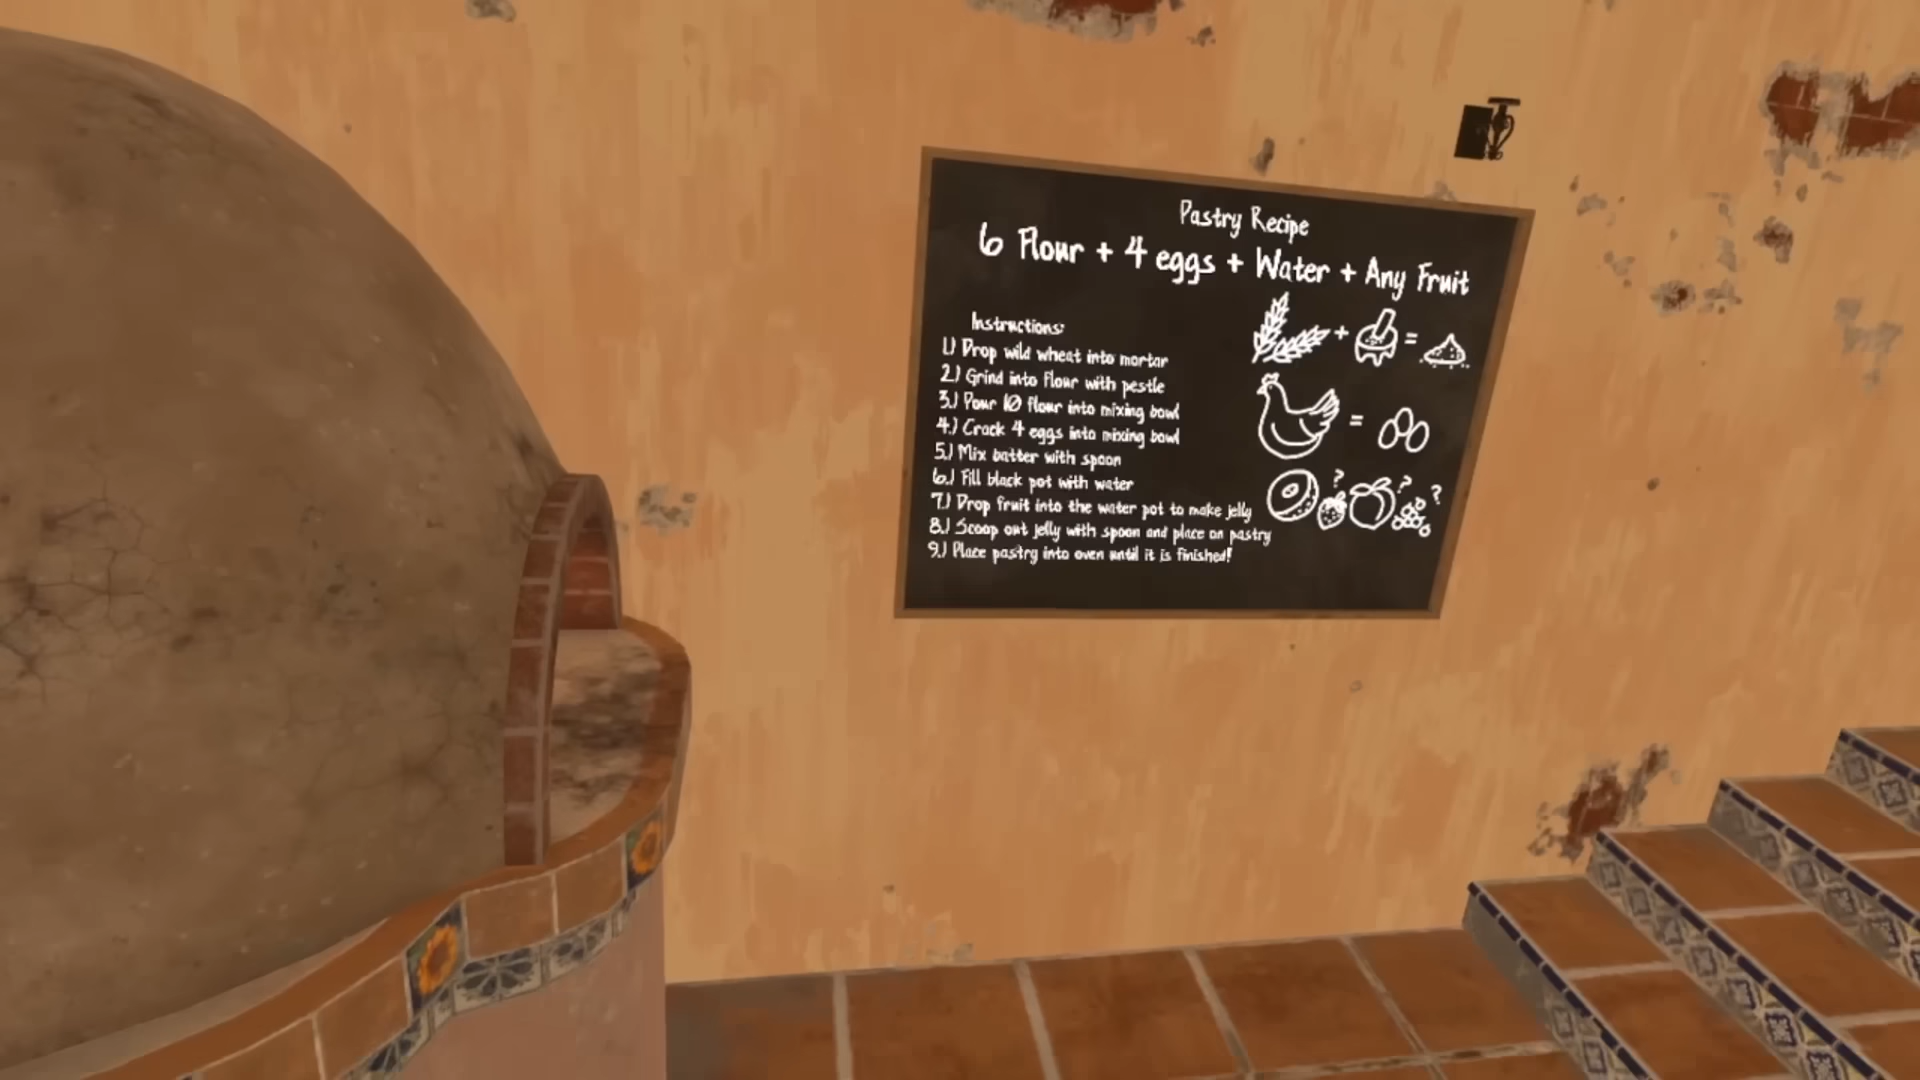 Pastry Recipe
6 Flour + 4 eggs + Water + Any Fruit
Instructions:
1.) Drop wild wheat into mortar
2.) Grind into flour with pestle
3.) Pour 10 flour into mixing bowl
4.) Crack 4 eggs into mixing bowl
5.) Mix batter with spoon
6.) Fill black pot with water
7.) Drop fruit into the water pot to make jelly
8.) Scoop out jelly with spoon and place on pastry
9.) Place pastry into oven until it is finished!
+ =
=
? ? ?